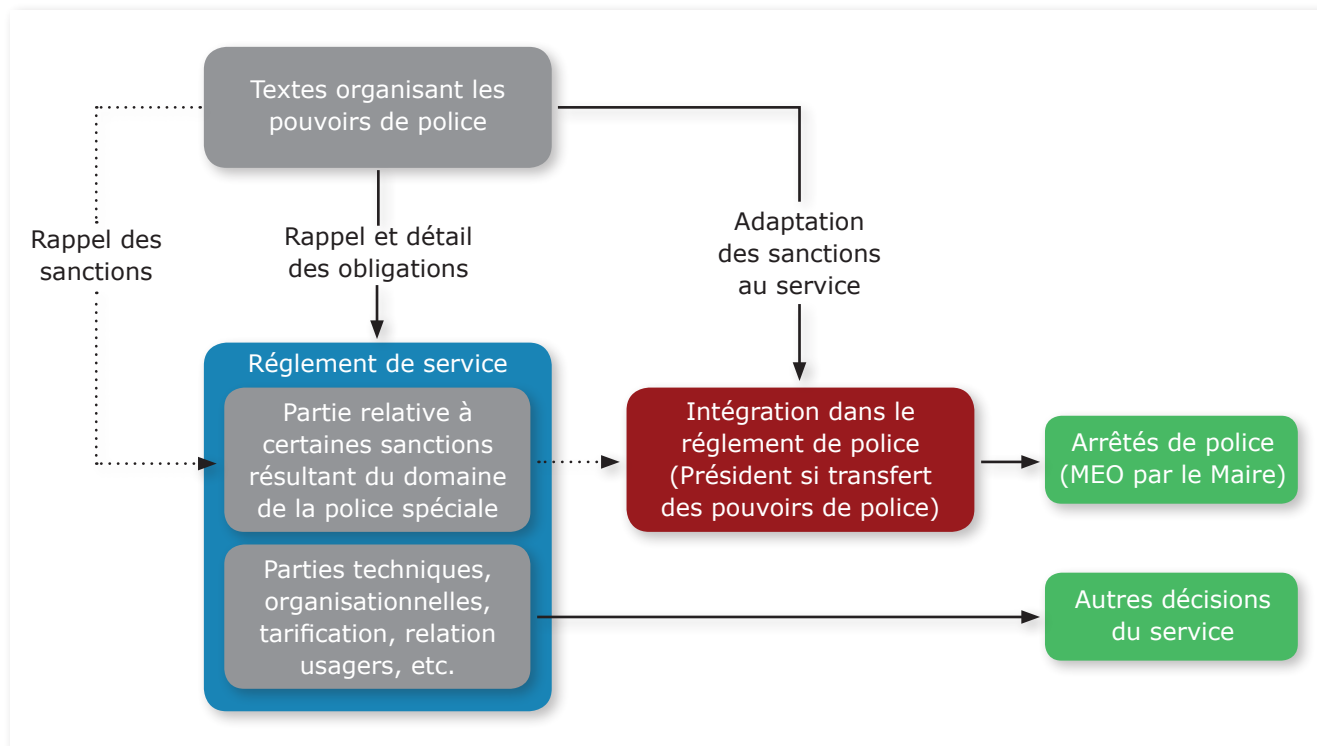 Textes organisant les
pouvoirs de police
Rappel des
sanctions
Rappel et détail
des obligations
Adaptation
des sanctions
au service
Réglement de service
Partie relative à
certaines sanctions
résultant du domaine
de la police spéciale
Intégration dans le
réglement de police
(Président si transfert
des pouvoirs de police)
Arrêtés de police
(MEO par le Maire)
Parties techniques,
organisationnelles,
tarification, relation
usagers, etc.
Autres décisions
du service